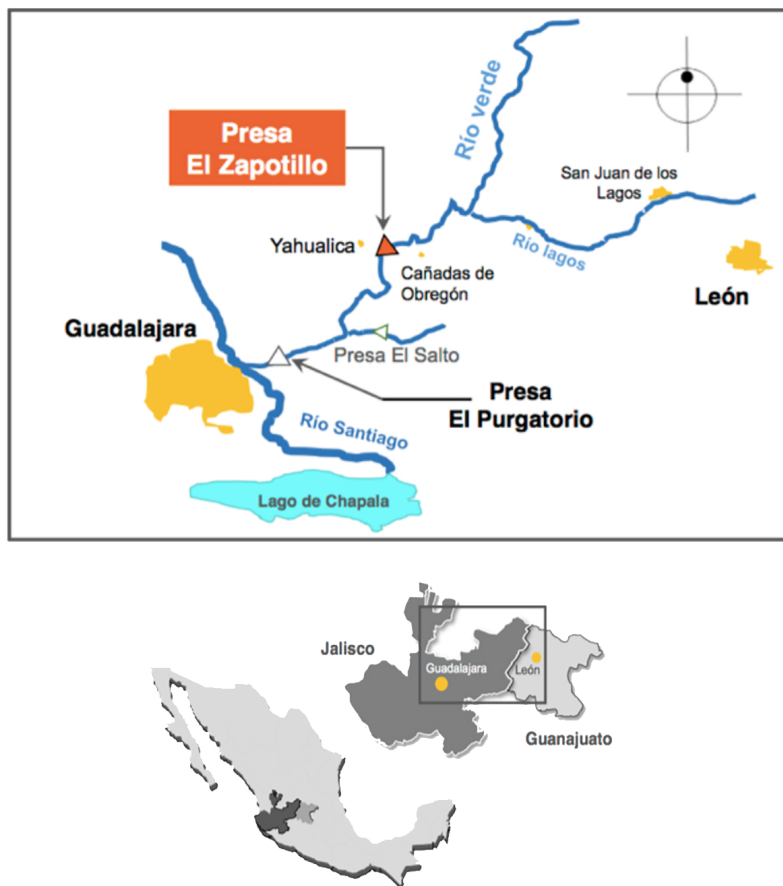 Río verde
Presa
El Zapotillo
San Juan de los
Lagos
Yahualica
Río lagos
Cañadas de
Obregón
León
Guadalajara
Presa El Salto
Presa
El Purgatorio
Río Santiago
Lago de Chapala
Jalisco
Guadalajara
León
Guanajuato